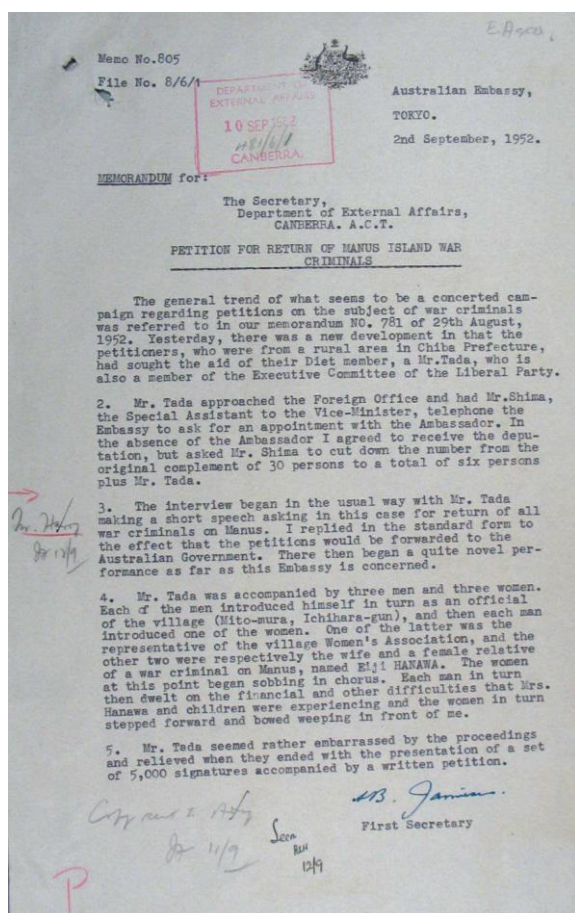 E.Asia,
Memo No.805
File No. 8/6/1
DEPARTMENT OF
EXTERNAL AFFAIRS
10 SEP 1952
481/6/1
CANBERRA.
Australian Embassy,
TOKYO.
2nd September, 1952.
MEMORANDUM for:
The Secretary,
Department of External Affairs,
CANBERRA. A.C.T.
PETITION FOR RETURN OF MANUS ISLAND WAR
CRIMINALS
The general trend of what seems to be a concerted cam-
paign regarding petitions on the subject of war criminals
was referred to in our memorandum NO. 781 of 29th August,
1952. Yesterday, there was a new development in that the
petitioners, who were from a rural area in Chiba Prefecture,
had sought the aid of their Diet member, a Mr.Tada, who is
also a member of the Executive Committee of the Liberal Party.
2. Mr. Tada approached the Foreign Office and had Mr.Shima,
the Special Assistant to the Vice-Minister, telephone the
Embassy to ask for an appointment with the Ambassador. In
the absence of the Ambassador I agreed to receive the depu-
tation, but asked Mr. Shima to cut down the number from the
original complement of 30 persons to a total of six persons
plus Mr. Tada.
3. The interview began in the usual way with Mr. Tada
making a short speech asking in this case for return of all
war criminals on Manus. I replied in the standard form to
the effect that the petitions would be forwarded to the
Australian Government. There then began a quite novel per-
formance as far as this Embassy is concerned.
Mr.
12/9
4. Mr. Tada was accompanied by three men and three women.
Each of the men introduced himself in turn as an official
of the village (Mito-mura, Ichihara-gun), and then each man
introduced one of the women. One of the latter was the
representative of the village Women's Association, and the
other two were respectively the wife and a female relative
of a war criminal on Manus, named Eiji HANAWA. The women
at this point began sobbing in chorus. Each man in turn
then dwelt on the financial and other difficulties that Mrs.
Hanawa and children were experiencing and the women in turn
stepped forward and bowed weeping in front of me.
5. Mr. Tada seemed rather embarrassed by the proceedings
and relieved when they ended with the presentation of a set
of 5,000 signatures accompanied by a written petition.
First Secretary
Copy sent to
11/9
Seen
12/9